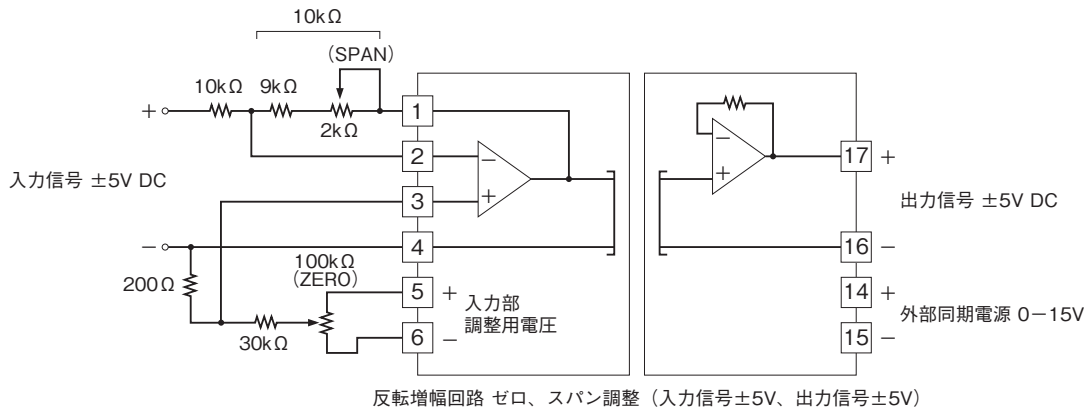 10kΩ
(SPAN)
10kΩ
9kΩ
2kΩ
+
1
2
3
4
5
6
−
+
入力信号 ±5V DC
−
200Ω
100kΩ
(ZERO)
30kΩ
+
−
入力部
調整用電圧
−
+
17 +
出力信号 ±5V DC
16 −
14 +
外部同期電源 0−15V
15 −
反転増幅回路 ゼロ、スパン調整（入力信号±5V、出力信号±5V）